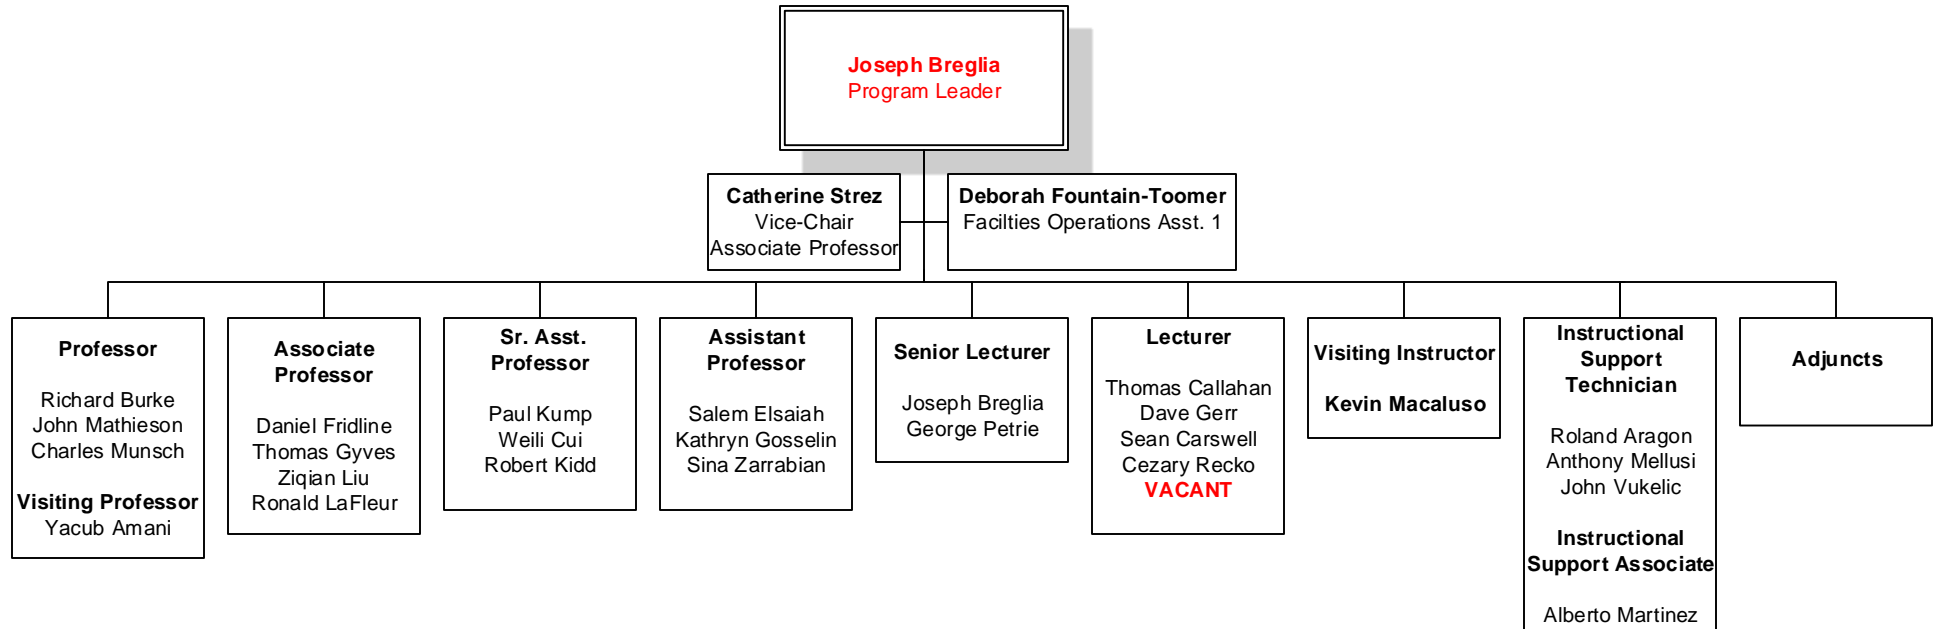 Joseph Breglia
Program Leader
Catherine Strez
Vice-Chair
Associate Professor
Deborah Fountain-Toomer
Facilties Operations Asst. 1
Professor
Richard Burke
John Mathieson
Charles Munsch
Visiting Professor
Yacub Amani
Associate
Professor
Daniel Fridline
Thomas Gyves
Ziqian Liu
Ronald LaFleur
Sr. Asst.
Professor
Paul Kump
Weili Cui
Robert Kidd
Assistant
Professor
Salem Elsaiah
Kathryn Gosselin
Sina Zarrabian
Senior Lecturer
Joseph Breglia
George Petrie
Lecturer
Thomas Callahan
Dave Gerr
Sean Carswell
Cezary Recko
VACANT
Visiting Instructor
Kevin Macaluso
Instructional
Support
Technician
Roland Aragon
Anthony Mellusi
John Vukelic
Instructional
Support Associate
Alberto Martinez
Adjuncts